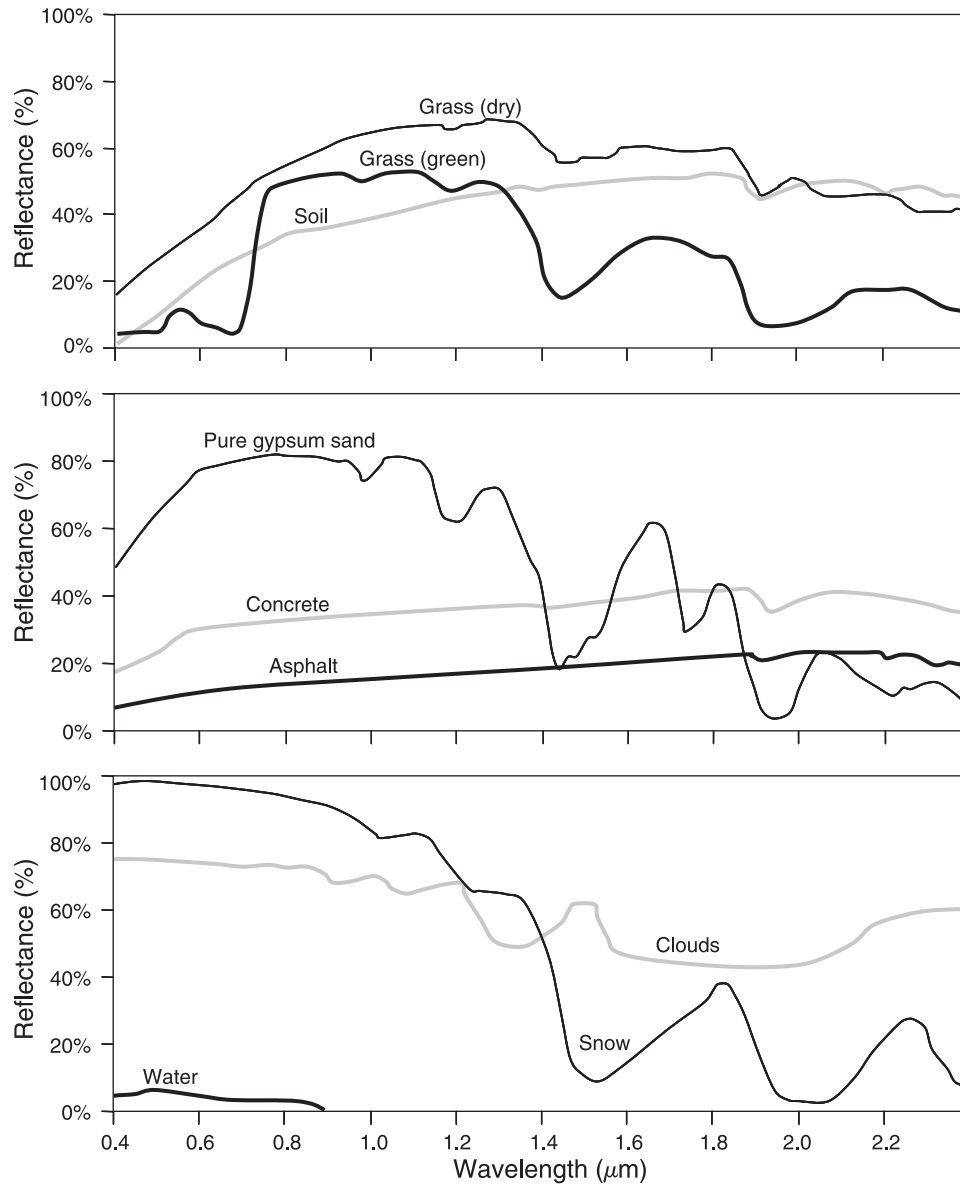 100%
80%
60%
40%
20%
0%
Reflectance (%)
Grass (dry)
Grass (green)
Soil
100%
80%
60%
40%
20%
0%
Reflectance (%)
Pure gypsum sand
Concrete
Asphalt
100%
80%
60%
40%
20%
0%
Reflectance (%)
Clouds
Snow
Water
0.4 0.6 0.8 1.0 1.2 1.4 1.6 1.8 2.0 2.2
Wavelength (μm)